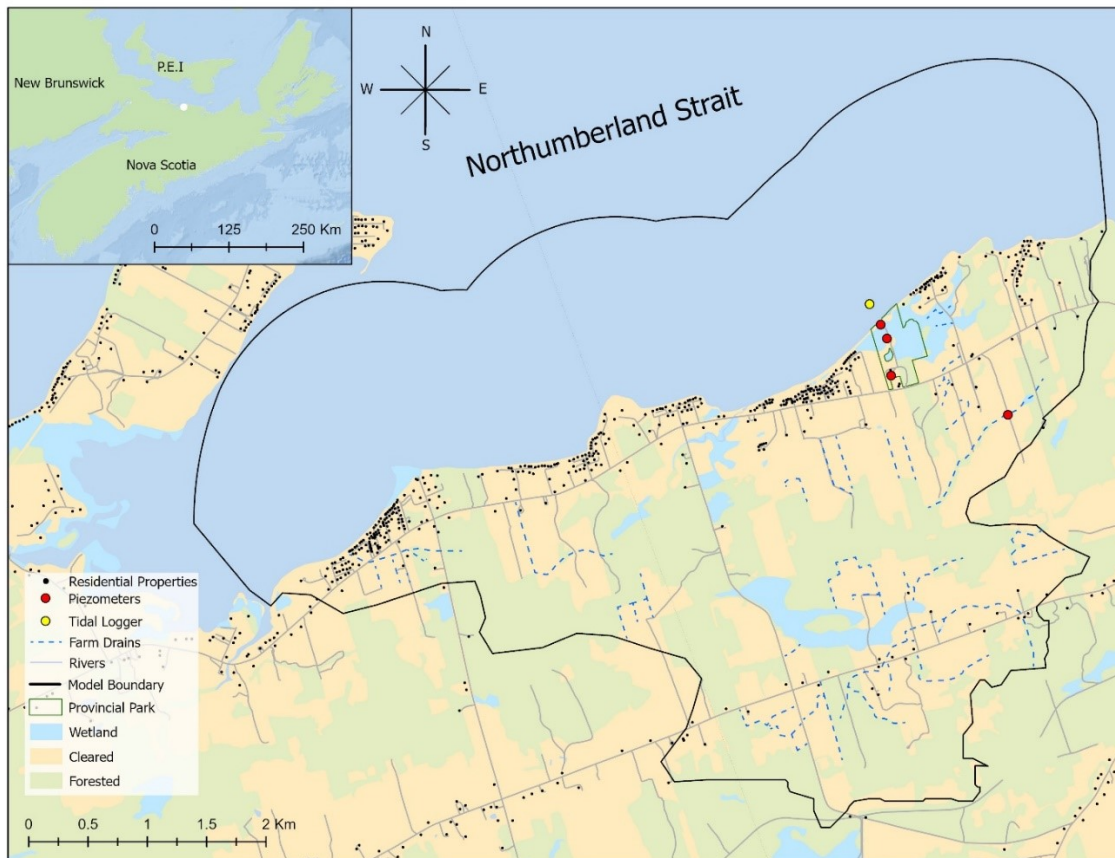 New Brunswick
P.E.I
Nova Scotia
0 125 250 Km
N
W E
S
Northumberland Strait
Residential Properties
Piezometers
Tidal Logger
Farm Drains
Rivers
Model Boundary
Provincial Park
Wetland
Cleared
Forested
0 0.5 1 1.5 2 Km